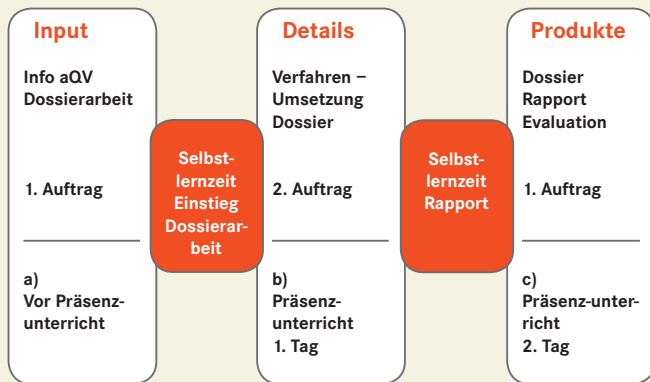 Input
Info aQV
Dossierarbeit
1. Auftrag
a)
Vor Präsenz-
unterricht
Selbst-
lernzeit
Einstieg
Dossierar-
beit
Details
Verfahren –
Umsetzung
Dossier
2. Auftrag
b)
Präsenz-
unterricht
1. Tag
Selbst-
lernzeit
Rapport
Produkte
Dossier
Rapport
Evaluation
1. Auftrag
c)
Präsenz-unter-
richt
2. Tag